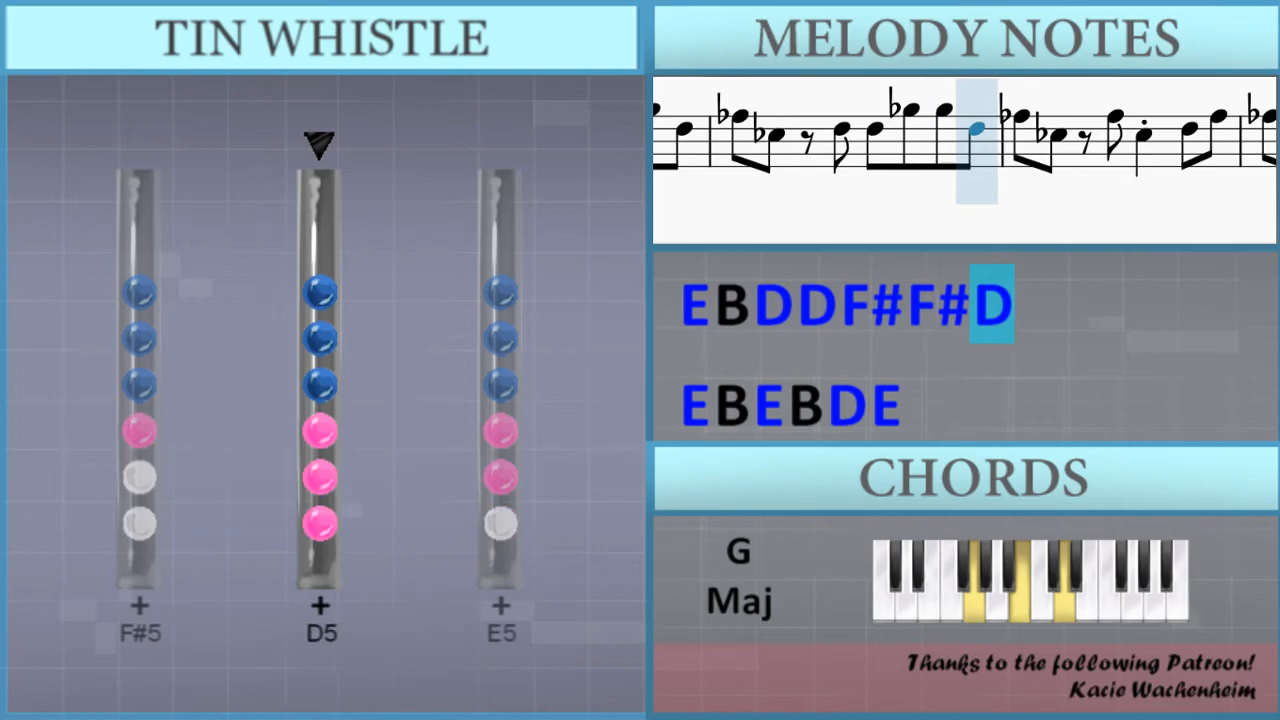 TIN WHISTLE
+ + +
F#5 D5 E5
MELODY NOTES
EBDDF#F#D
EBEBDE
CHORDS
G
Maj
Thanks to the following Patreon!
Kacie Wachenheim